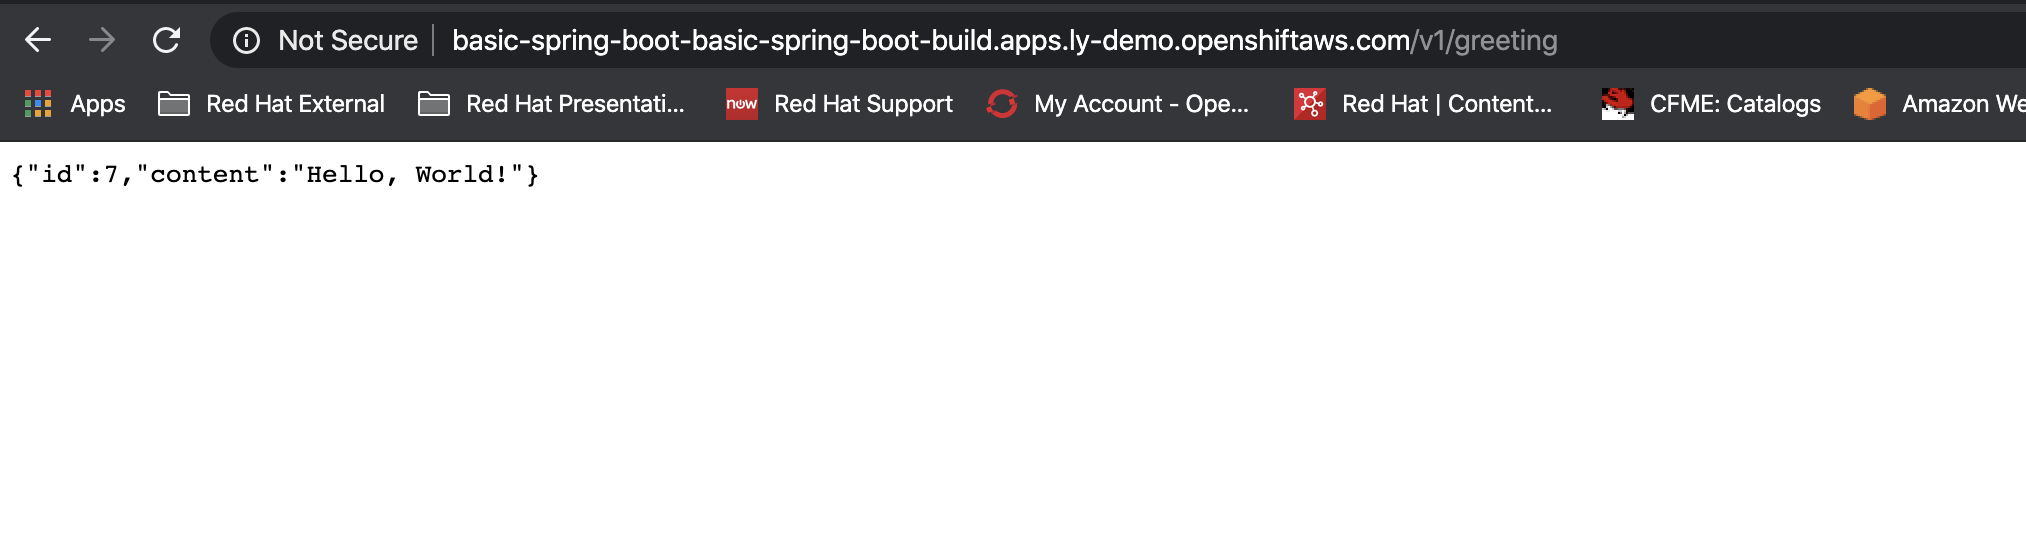 Not Secure basic-spring-boot-basic-spring-boot-build.apps.ly-demo.openshiftaws.com/v1/greeting
Apps Red Hat External Red Hat Presentati... now Red Hat Support My Account - Ope... Red Hat | Content... CFME: Catalogs Amazon We
{"id":7,"content":"Hello, World!"}